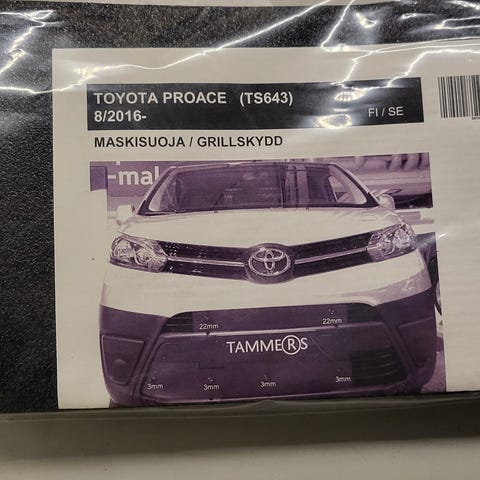 TOYOTA PROACE (TS643)
8/2016-
FI / SE
MASKISUOJA / GRILLSKYDD
-mal
22mm
22mm
TAMMERS
3mm
3mm
3mm
3mm